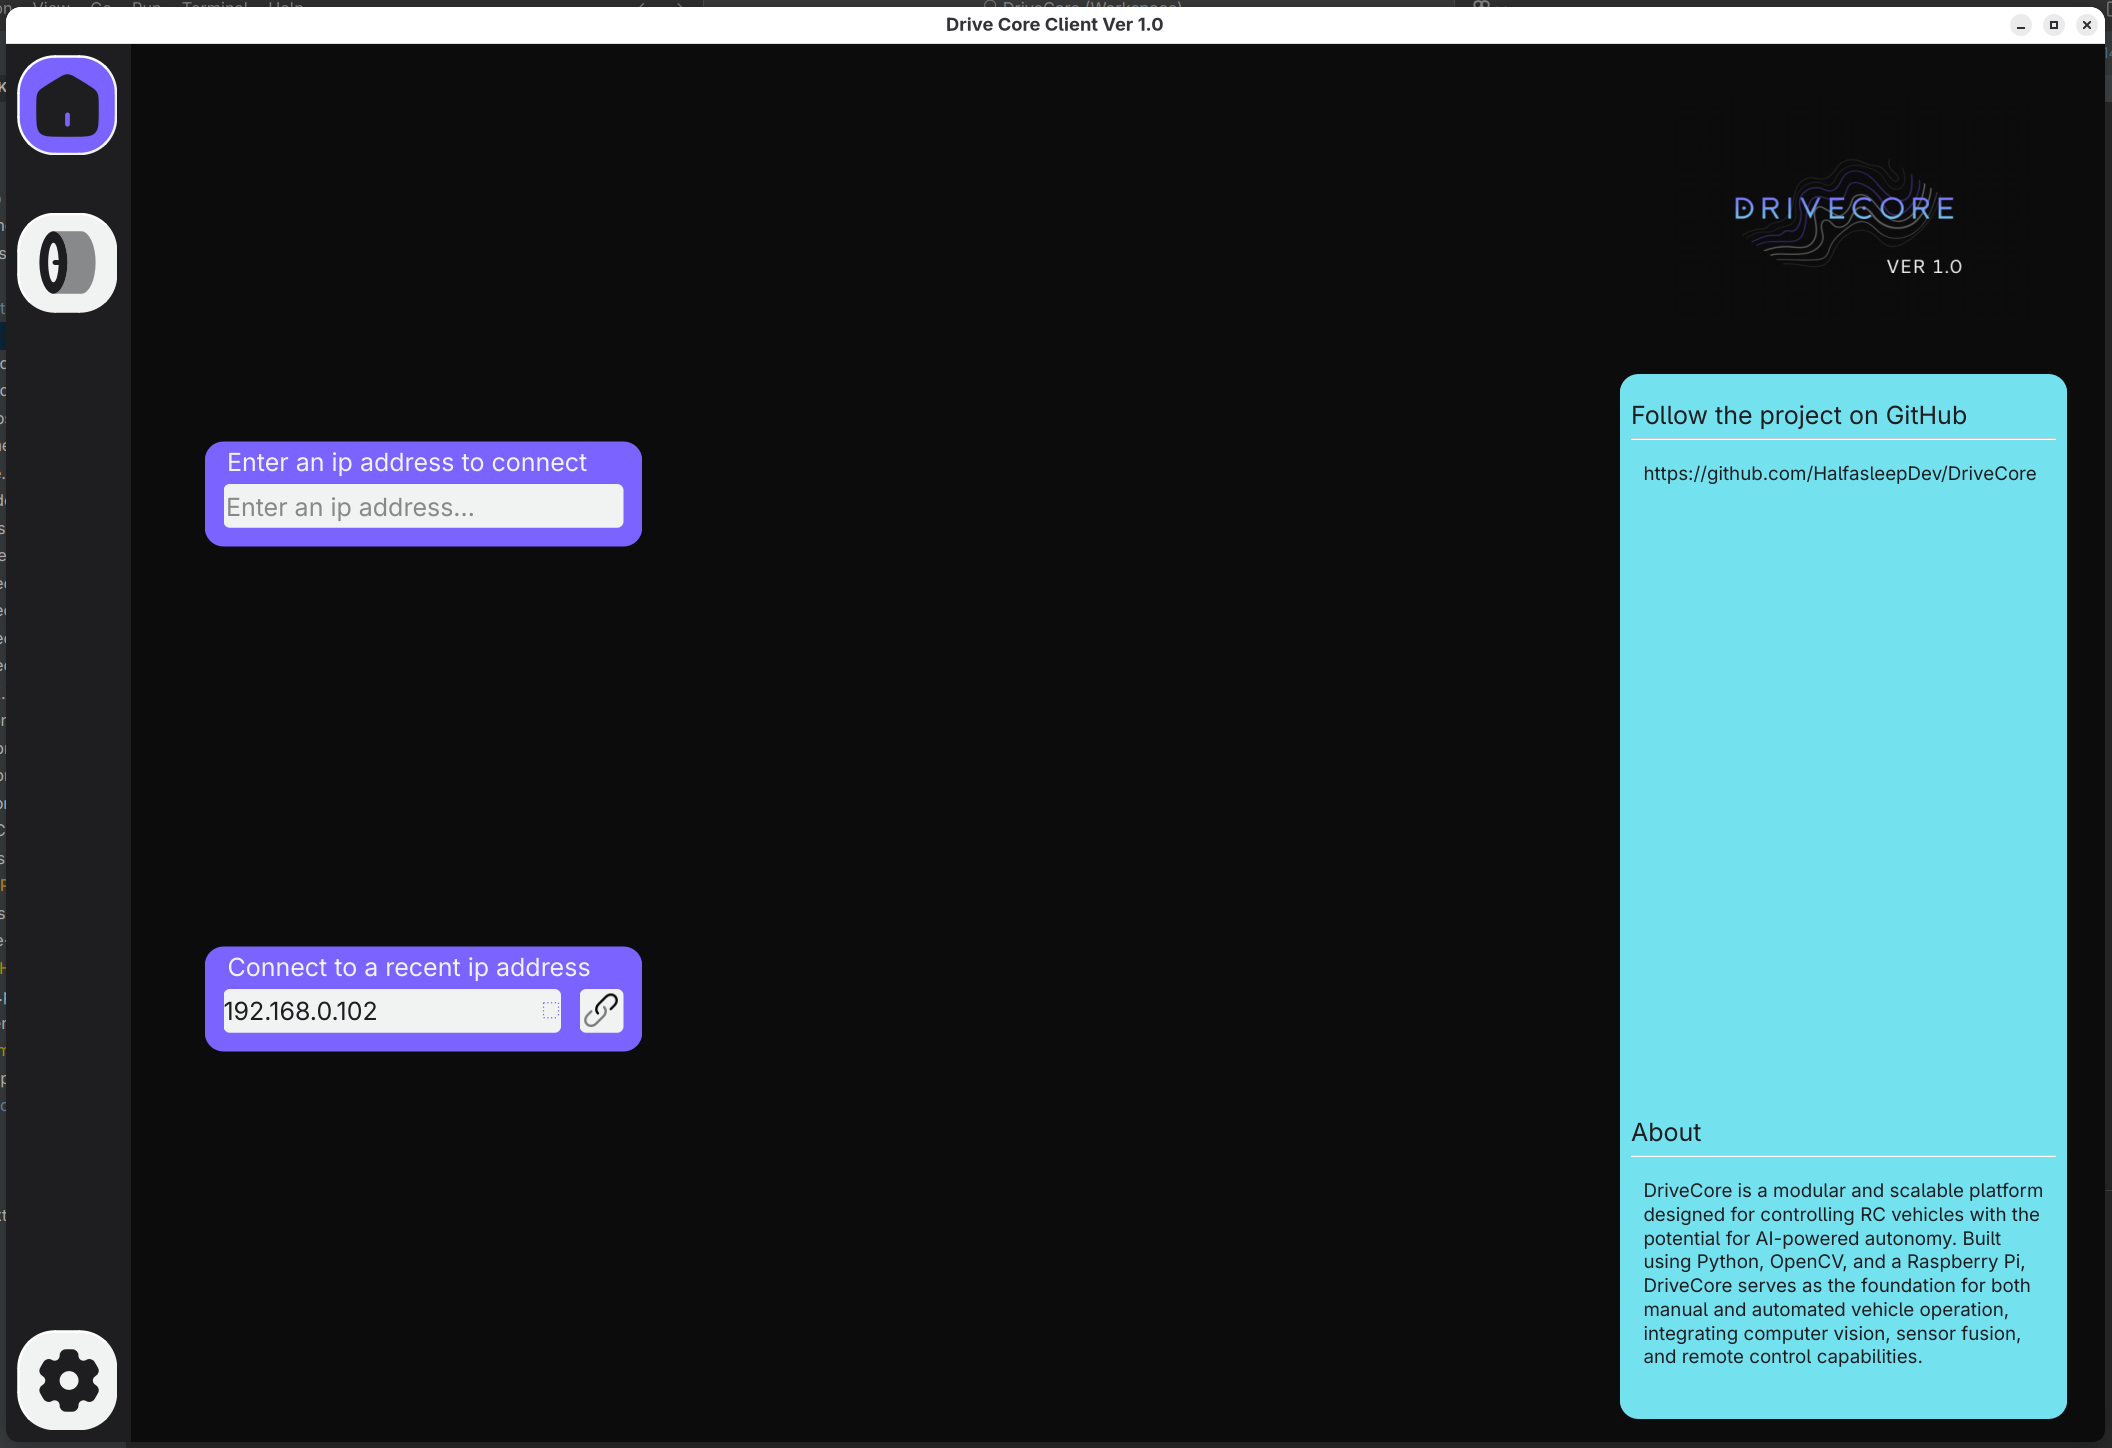 Drive Core Client Ver 1.0
DRIVECORE
VER 1.0
Enter an ip address to connect
Enter an ip address...
Connect to a recent ip address
192.168.0.102
Follow the project on GitHub
https://github.com/HalfasleepDev/DriveCore
About
DriveCore is a modular and scalable platform
designed for controlling RC vehicles with the
potential for AI-powered autonomy. Built
using Python, OpenCV, and a Raspberry Pi,
DriveCore serves as the foundation for both
manual and automated vehicle operation,
integrating computer vision, sensor fusion,
and remote control capabilities.